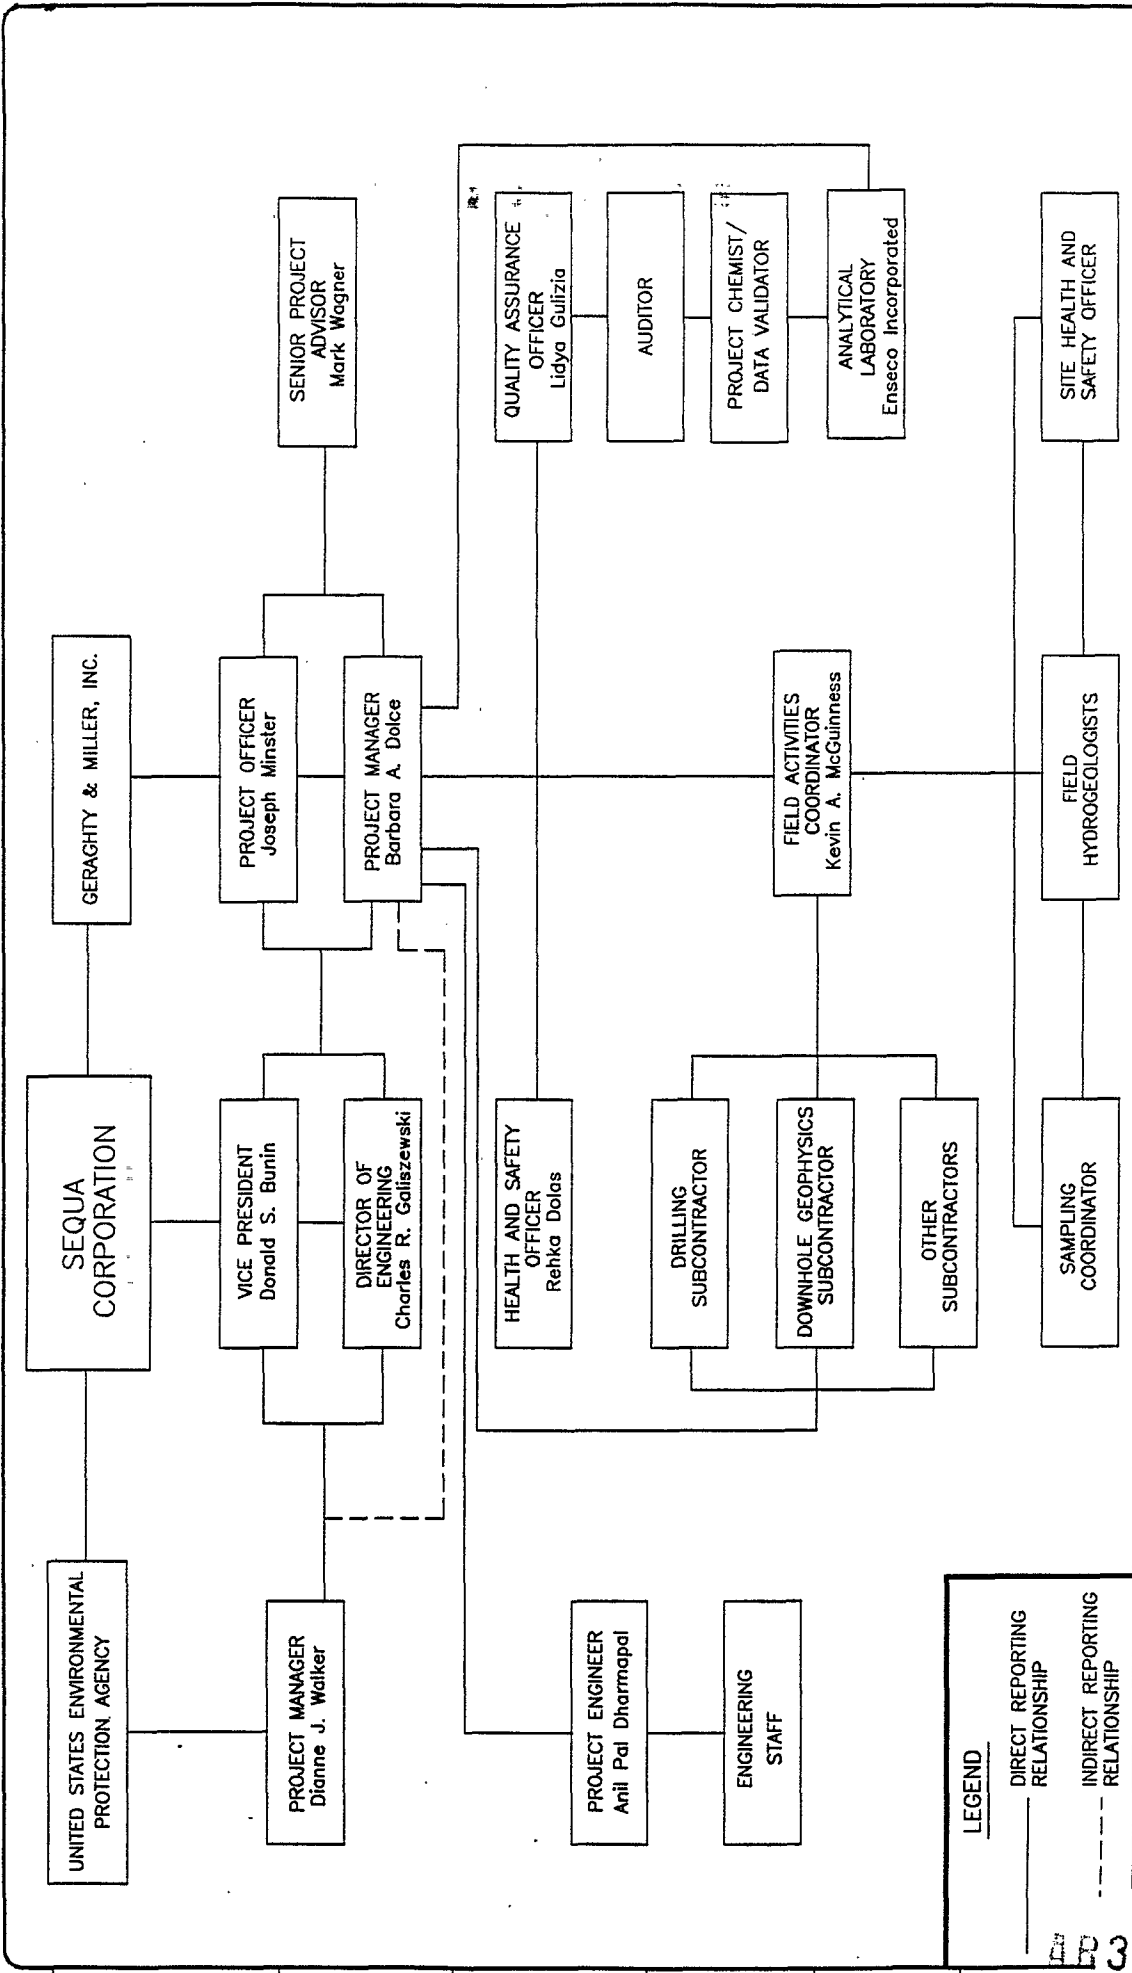 UNITED STATES ENVIRONMENTAL
PROTECTION AGENCY
SEQUA
CORPORATION
GERAGHTY & MILLER, INC.
PROJECT MANAGER
Dianne J. Walker
VICE PRESIDENT
Donald S. Bunin
DIRECTOR OF
ENGINEERING
Charles R. Galiszewski
PROJECT OFFICER
Joseph Minster
PROJECT MANAGER
Barbara A. Dolce
SENIOR PROJECT
ADVISOR
Mark Wagner
PROJECT ENGINEER
Anil Pal Dharmapal
ENGINEERING
STAFF
HEALTH AND SAFETY
OFFICER
Rehka Dolas
QUALITY ASSURANCE
OFFICER
Lidya Gulizia
AUDITOR
PROJECT CHEMIST/
DATA VALIDATOR
ANALYTICAL
LABORATORY
Enseco Incorporated
DRILLING
SUBCONTRACTOR
DOWNHOLE GEOPHYSICS
SUBCONTRACTOR
OTHER
SUBCONTRACTORS
FIELD ACTIVITIES
COORDINATOR
Kevin A. McGuinness
SAMPLING
COORDINATOR
FIELD
HYDROGEOLOGISTS
SITE HEALTH AND
SAFETY OFFICER
LEGEND
DIRECT REPORTING
RELATIONSHIP
INDIRECT REPORTING
RELATIONSHIP
3